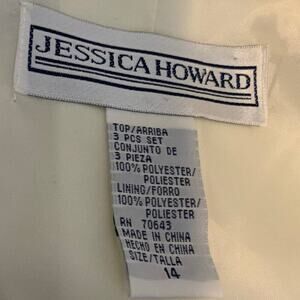 JESSICA HOWARD
TOP/ARRIBA
3 PCS SET
CONJUNTO DE
3 PIEZA
100% POLYESTER/
POLIESTER
LINING/FORRO
100% POLYESTER/
POLIESTER
RN 70643
MADE IN CHINA
HECHO EN CHINA
SIZE/TALLA
14